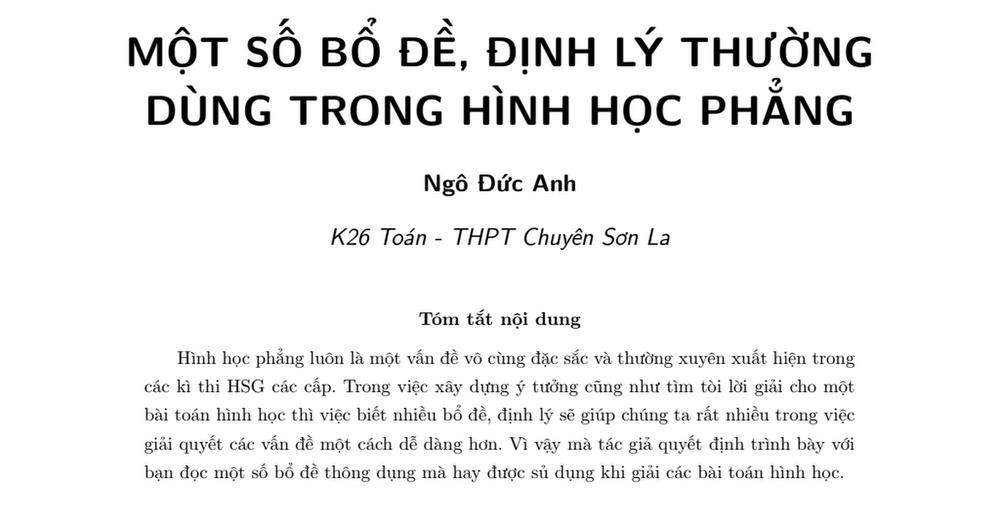 MỘT SỐ BỔ ĐỀ, ĐỊNH LÝ THƯỜNG
DÙNG TRONG HÌNH HỌC PHẲNG
Ngô Đức Anh
K26 Toán - THPT Chuyên Sơn La
Tóm tắt nội dung
Hình học phẳng luôn là một vấn đề vô cùng đặc sắc và thường xuyên xuất hiện trong
các kì thi HSG các cấp. Trong việc xây dựng ý tưởng cũng như tìm tòi lời giải cho một
bài toán hình học thì việc biết nhiều bổ đề, định lý sẽ giúp chúng ta rất nhiều trong việc
giải quyết các vấn đề một cách dễ dàng hơn. Vì vậy mà tác giả quyết định trình bày với
bạn đọc một số bổ đề thông dụng mà hay được sủ dụng khi giải các bài toán hình học.